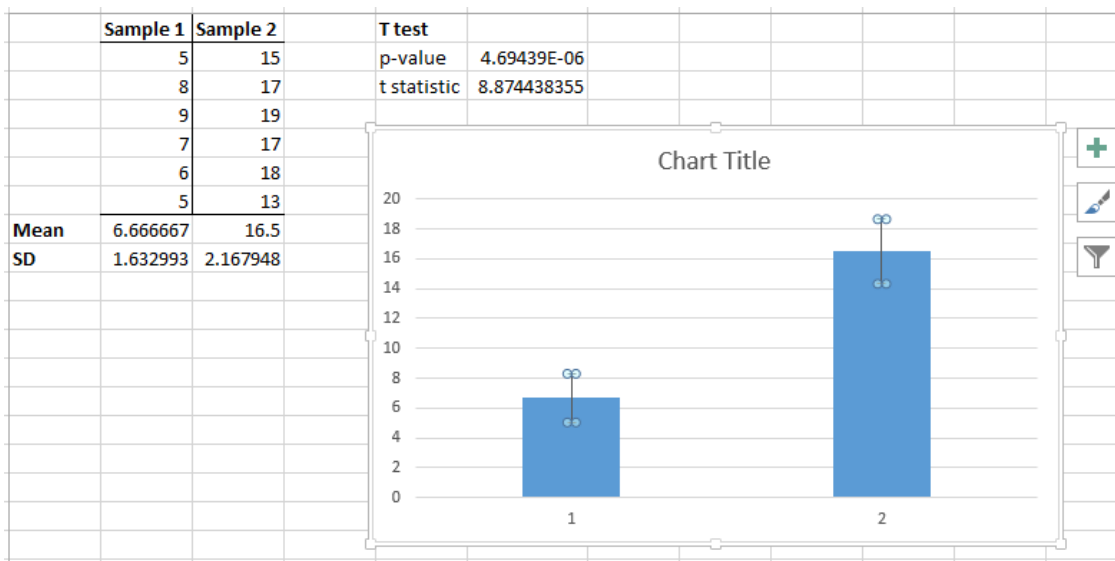 Sample 1 Sample 2 T test
5 15 p-value 4.69439E-06
8 17 t statistic 8.874438355
9 19
7 17
6 18
5 13
Mean 6.666667 16.5
SD 1.632993 2.167948
Chart Title
20
18
16
14
12
10
8
6
4
2
0
1 2